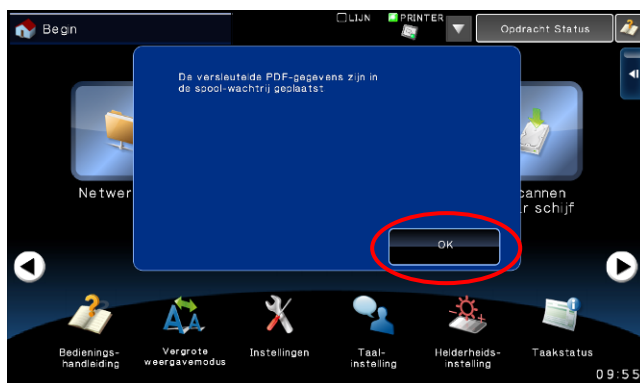 Begin
LIJN
PRINTER
Opdracht Status
De versleutelde PDF-gegevens zijn in
de spool-wachtrij geplaatst
Netwer
cannen
r schijf
OK
Bedienings-
handleiding
Vergrote
weergavemodus
Instellingen
Taal-
instelling
Helderheids-
instelling
Taakstatus
09:55